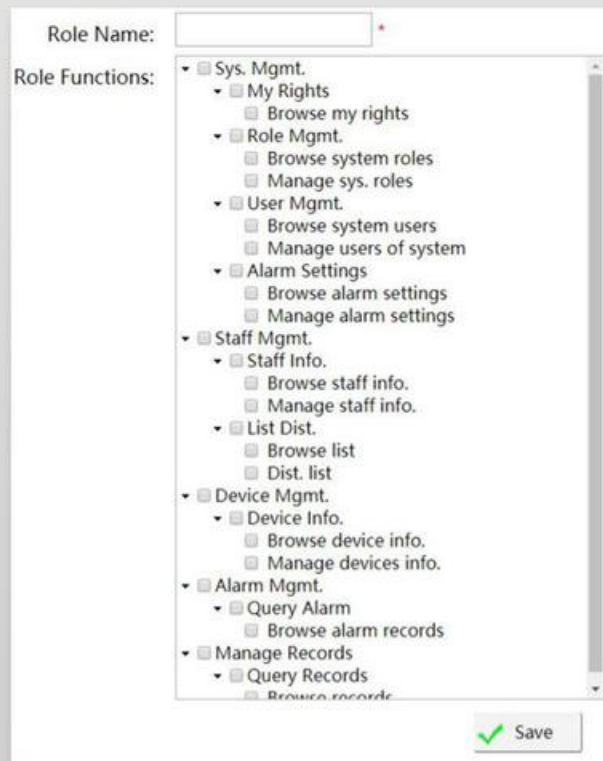 Role Name: *
Role Functions:
Sys. Mgmt.
My Rights
Browse my rights
Role Mgmt.
Browse system roles
Manage sys. roles
User Mgmt.
Browse system users
Manage users of system
Alarm Settings
Browse alarm settings
Manage alarm settings
Staff Mgmt.
Staff Info.
Browse staff info.
Manage staff info.
List Dist.
Browse list
Dist. list
Device Mgmt.
Device Info.
Browse device info.
Manage devices info.
Alarm Mgmt.
Query Alarm
Browse alarm records
Manage Records
Query Records
Browse records
Save